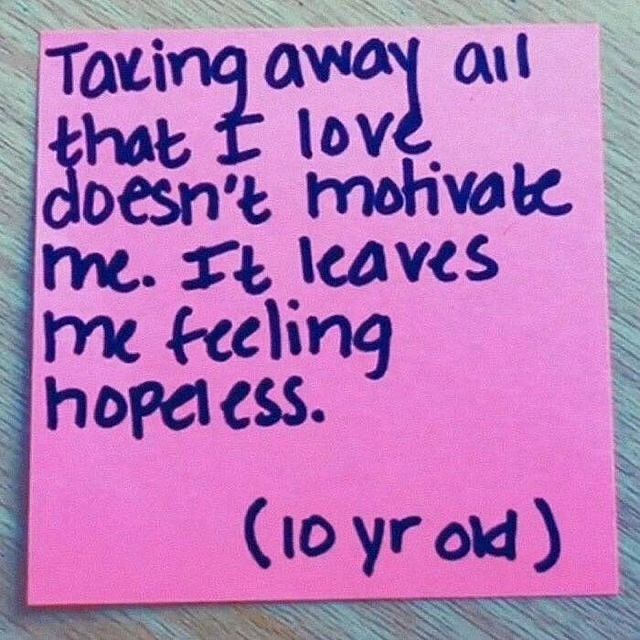 Taking away all
that I love
doesn't motivate
me. It leaves
me feeling
hopeless.
(10 yr old)